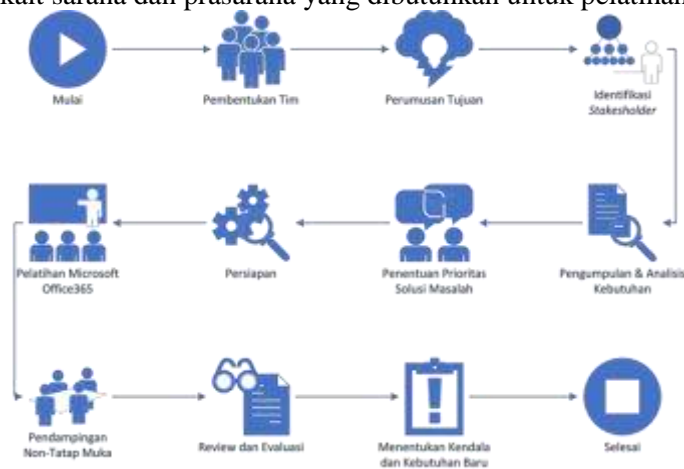 kait sarana dan prasarana yang dibutuhkan untuk pelatihan
Mulai
Pembentukan Tim
Perumusan Tujuan
Identifikasi
Stakesholder
Pengumpulan & Analisis
Kebutuhan
Penentuan Prioritas
Solusi Masalah
Persiapan
Pelatihan Microsoft
Office365
Pendampingan
Non-Tatap Muka
Review dan Evaluasi
Menentukan Kendala
dan Kebutuhan Baru
Selesai